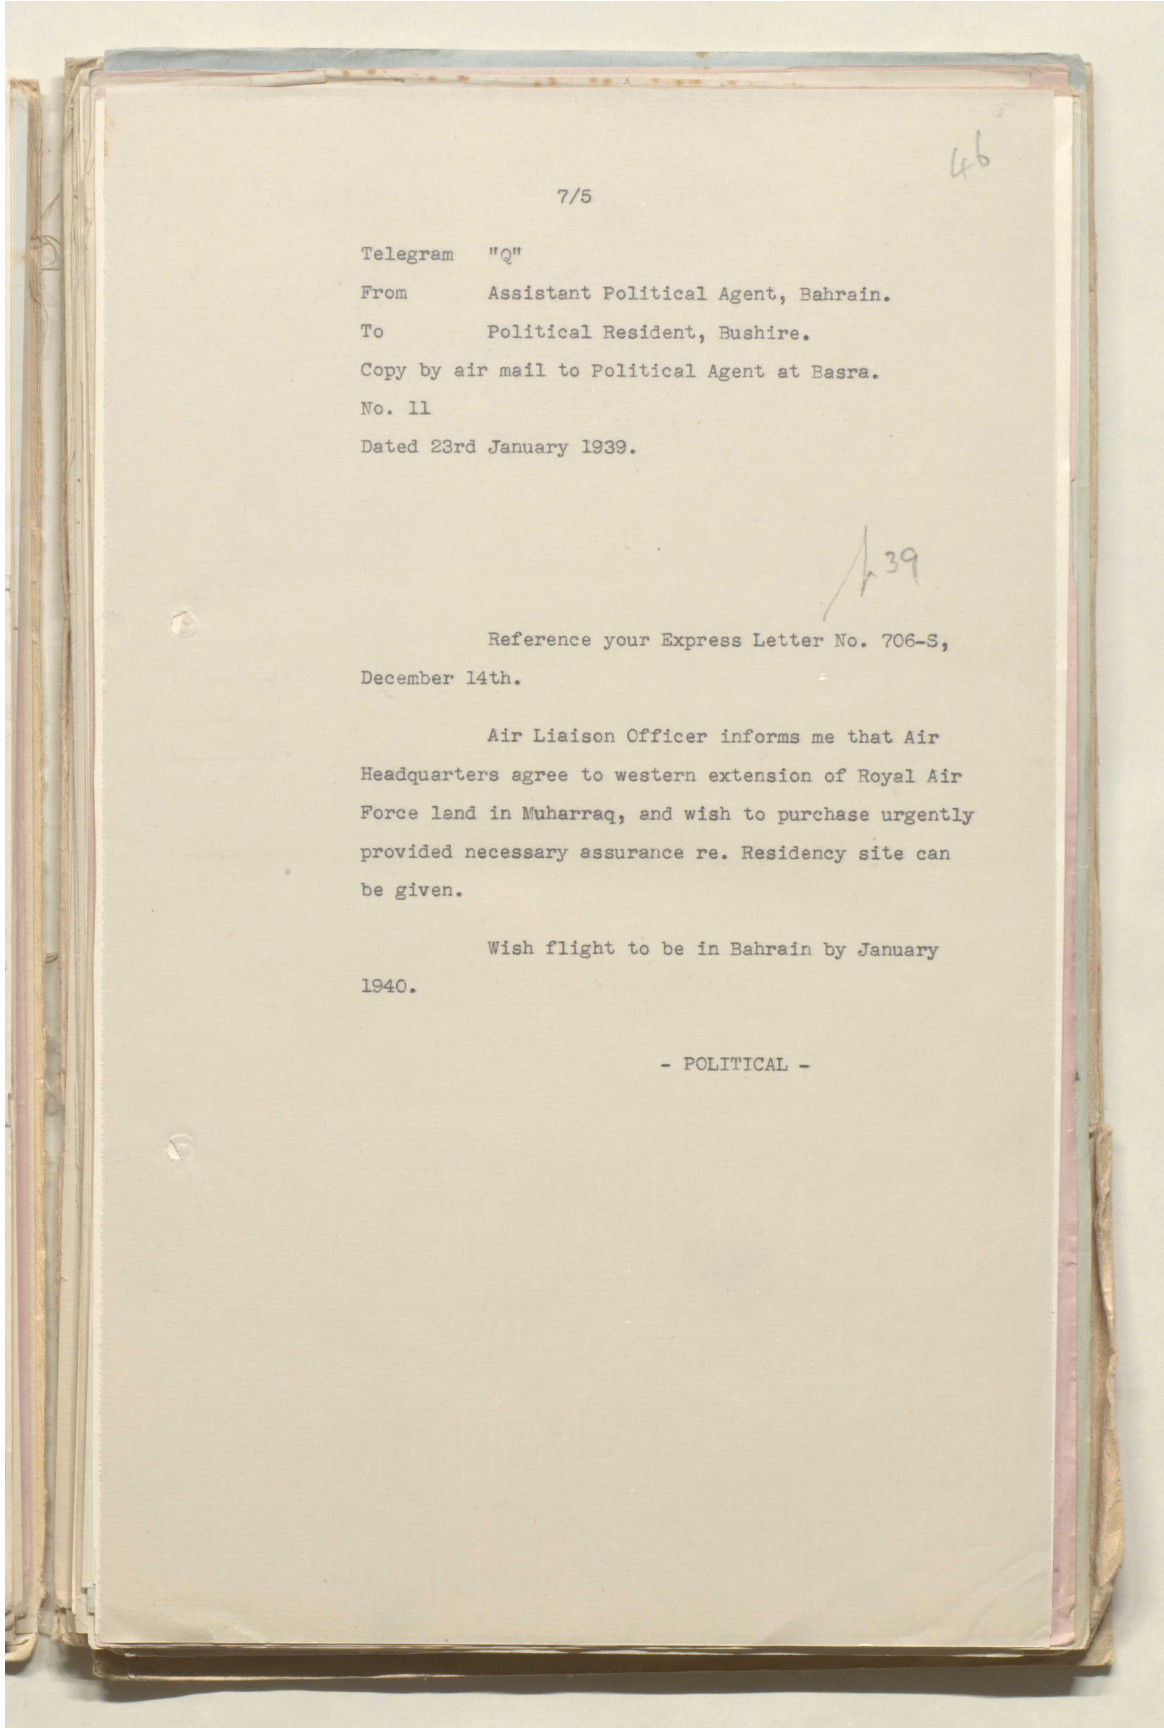 46
7/5
Telegram "Q"
From Assistant Political Agent, Bahrain.
To Political Resident, Bushire.
Copy by air mail to Political Agent at Basra.
No. 11
Dated 23rd January 1939.
p39
Reference your Express Letter No. 706-S,
December 14th.
Air Liaison Officer informs me that Air
Headquarters agree to western extension of Royal Air
Force land in Muharraq, and wish to purchase urgently
provided necessary assurance re. Residency site can
be given.
Wish flight to be in Bahrain by January
1940.
- POLITICAL -